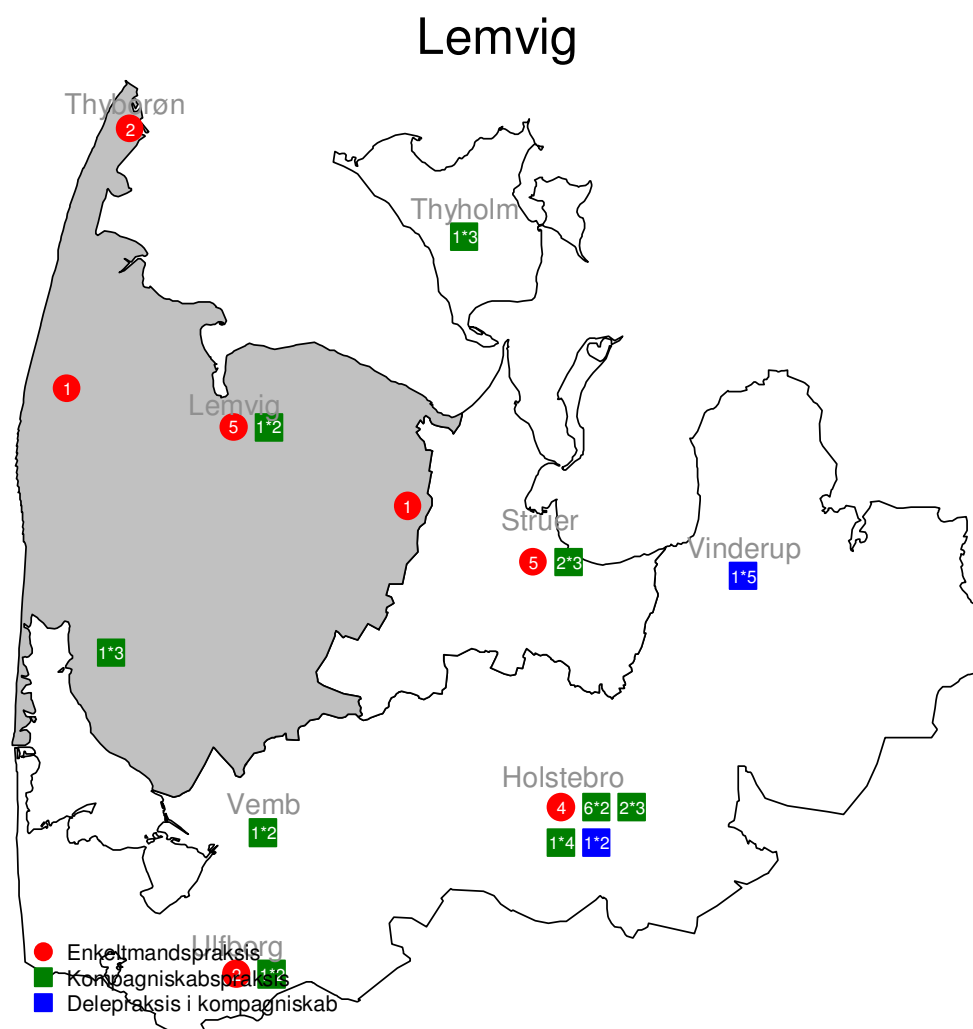 Lemvig
Thyborøn
2
Thyholm
1*3
1
Lemvig
5 1*2
1
Struer
5 2*3
Vinderup
1*5
1*3
Holstebro
4 6*2 2*3
1*4 1*2
Vemb
1*2
Ulfborg
Enkeltmandspraksis
Kompagniskabspraksis
Delepraksis i kompagniskab